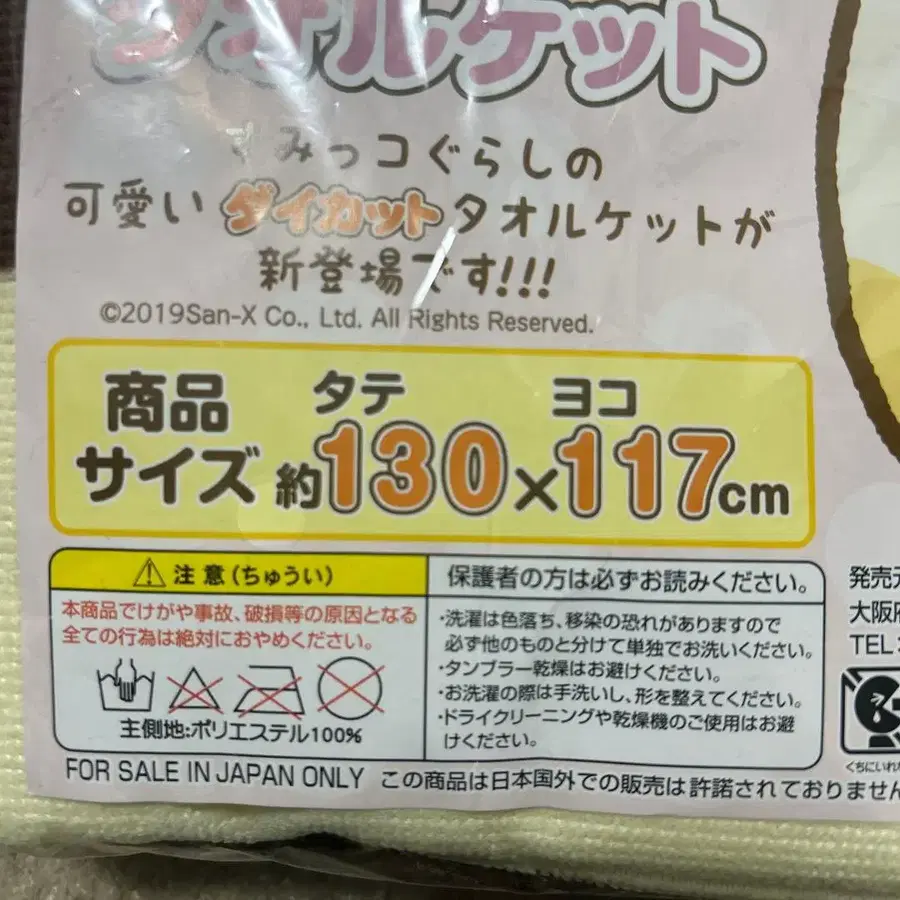 タオルケット
すみっコぐらしの
可愛い ダイカット タオルケットが
新登場です!!!
©2019San-X Co., Ltd. All Rights Reserved.
商品
サイズ
タテ ヨコ
約130×117cm
⚠注意(ちゅうい)
本商品でけがや事故、破損等の原因となる
全ての行為は絶対におやめください。
主側地:ポリエステル100%
保護者の方は必ずお読みください。
・洗濯は色落ち、移染の恐れがありますので
必ず他のものと分けて単独でお洗いください。
・タンブラー乾燥はお避けください。
・お洗濯の際は手洗いし、形を整えてください。
・ドライクリーニングや乾燥機のご使用はお避
けください。
発売元
大阪府
TEL:
くちにいれな
FOR SALE IN JAPAN ONLY この商品は日本国外での販売は許諾されておりません